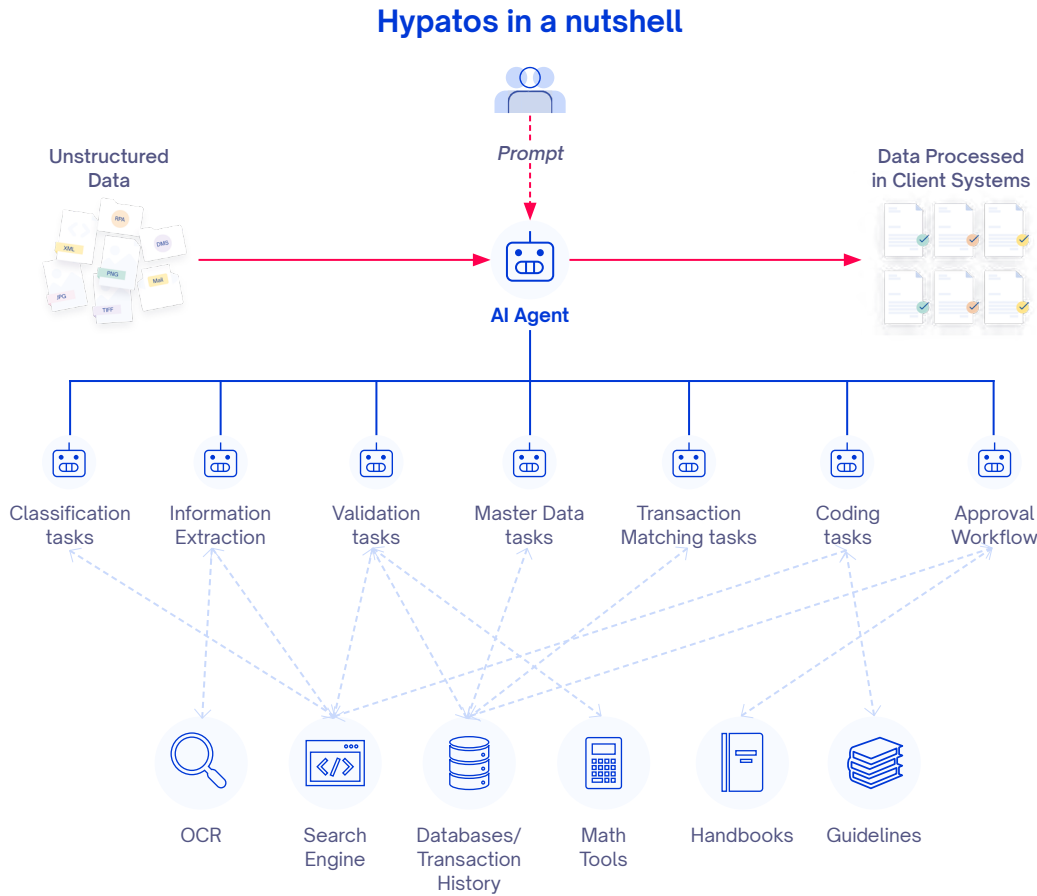 Hypatos in a nutshell
Prompt
Unstructured
Data
RPA
XML
DMS
PNG
Mail
JPG
TIFF
Data Processed
in Client Systems
AI Agent
Classification
tasks
Information
Extraction
Validation
tasks
Master Data
tasks
Transaction
Matching tasks
Coding
tasks
Approval
Workflow
OCR
Search
Engine
Databases/
Transaction
History
Math
Tools
Handbooks
Guidelines